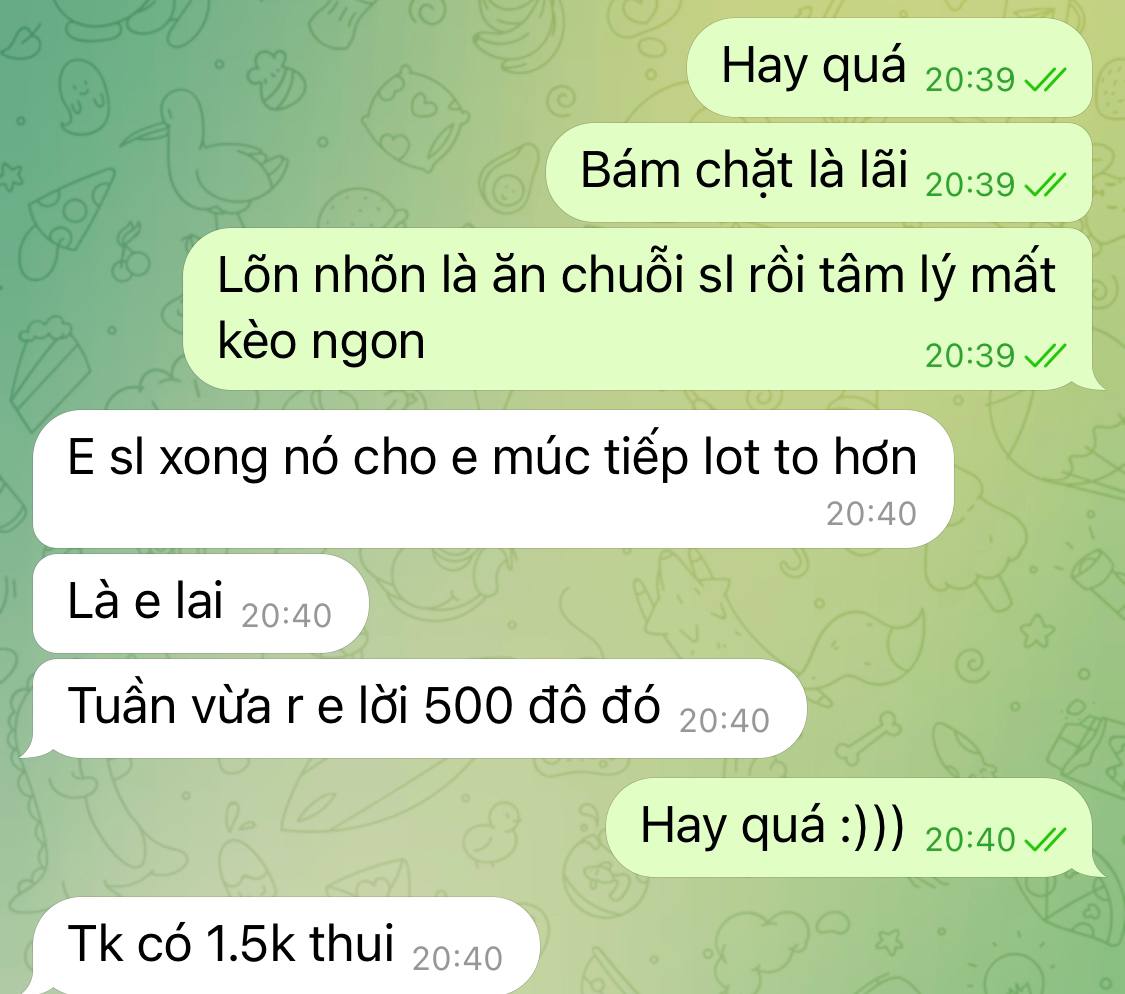 Hay quá 20:39
Bám chặt là lãi 20:39
Lõn nhõn là ăn chuỗi sl rồi tâm lý mất
kèo ngon 20:39
E sl xong nó cho e múc tiếp lot to hơn
20:40
Là e lai 20:40
Tuần vừa r e lời 500 đô đó 20:40
Hay quá :))) 20:40
Tk có 1.5k thui 20:40